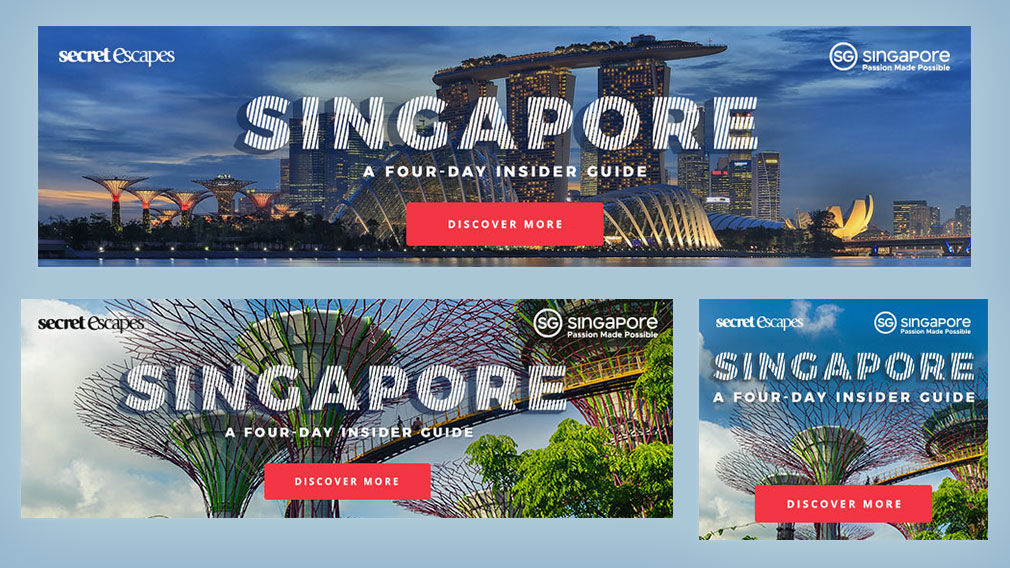 secret escapes
SG singapore
Passion Made Possible
SINGAPORE
A FOUR-DAY INSIDER GUIDE
DISCOVER MORE
secret escapes
SG singapore
Passion Made Possible
SINGAPORE
A FOUR-DAY INSIDER GUIDE
DISCOVER MORE
secret escapes
SG singapore
Passion Made Possible
SINGAPORE
A FOUR-DAY INSIDER GUIDE
DISCOVER MORE